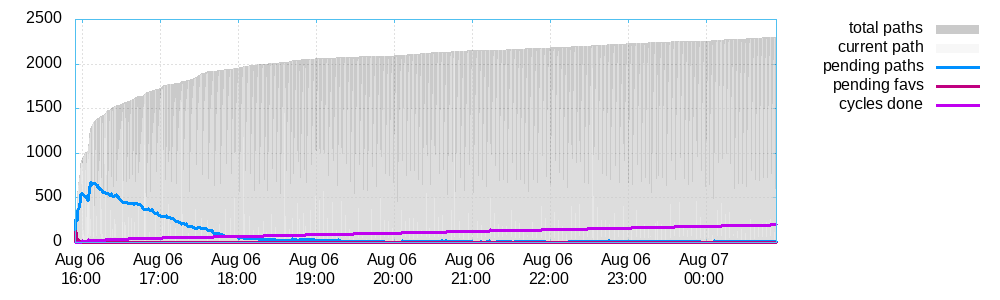 2500
2000
1500
1000
500
0
Aug 06 Aug 06 Aug 06 Aug 06 Aug 06 Aug 06 Aug 06 Aug 06 Aug 07
16:00 17:00 18:00 19:00 20:00 21:00 22:00 23:00 00:00
total paths
current path
pending paths
pending favs
cycles done